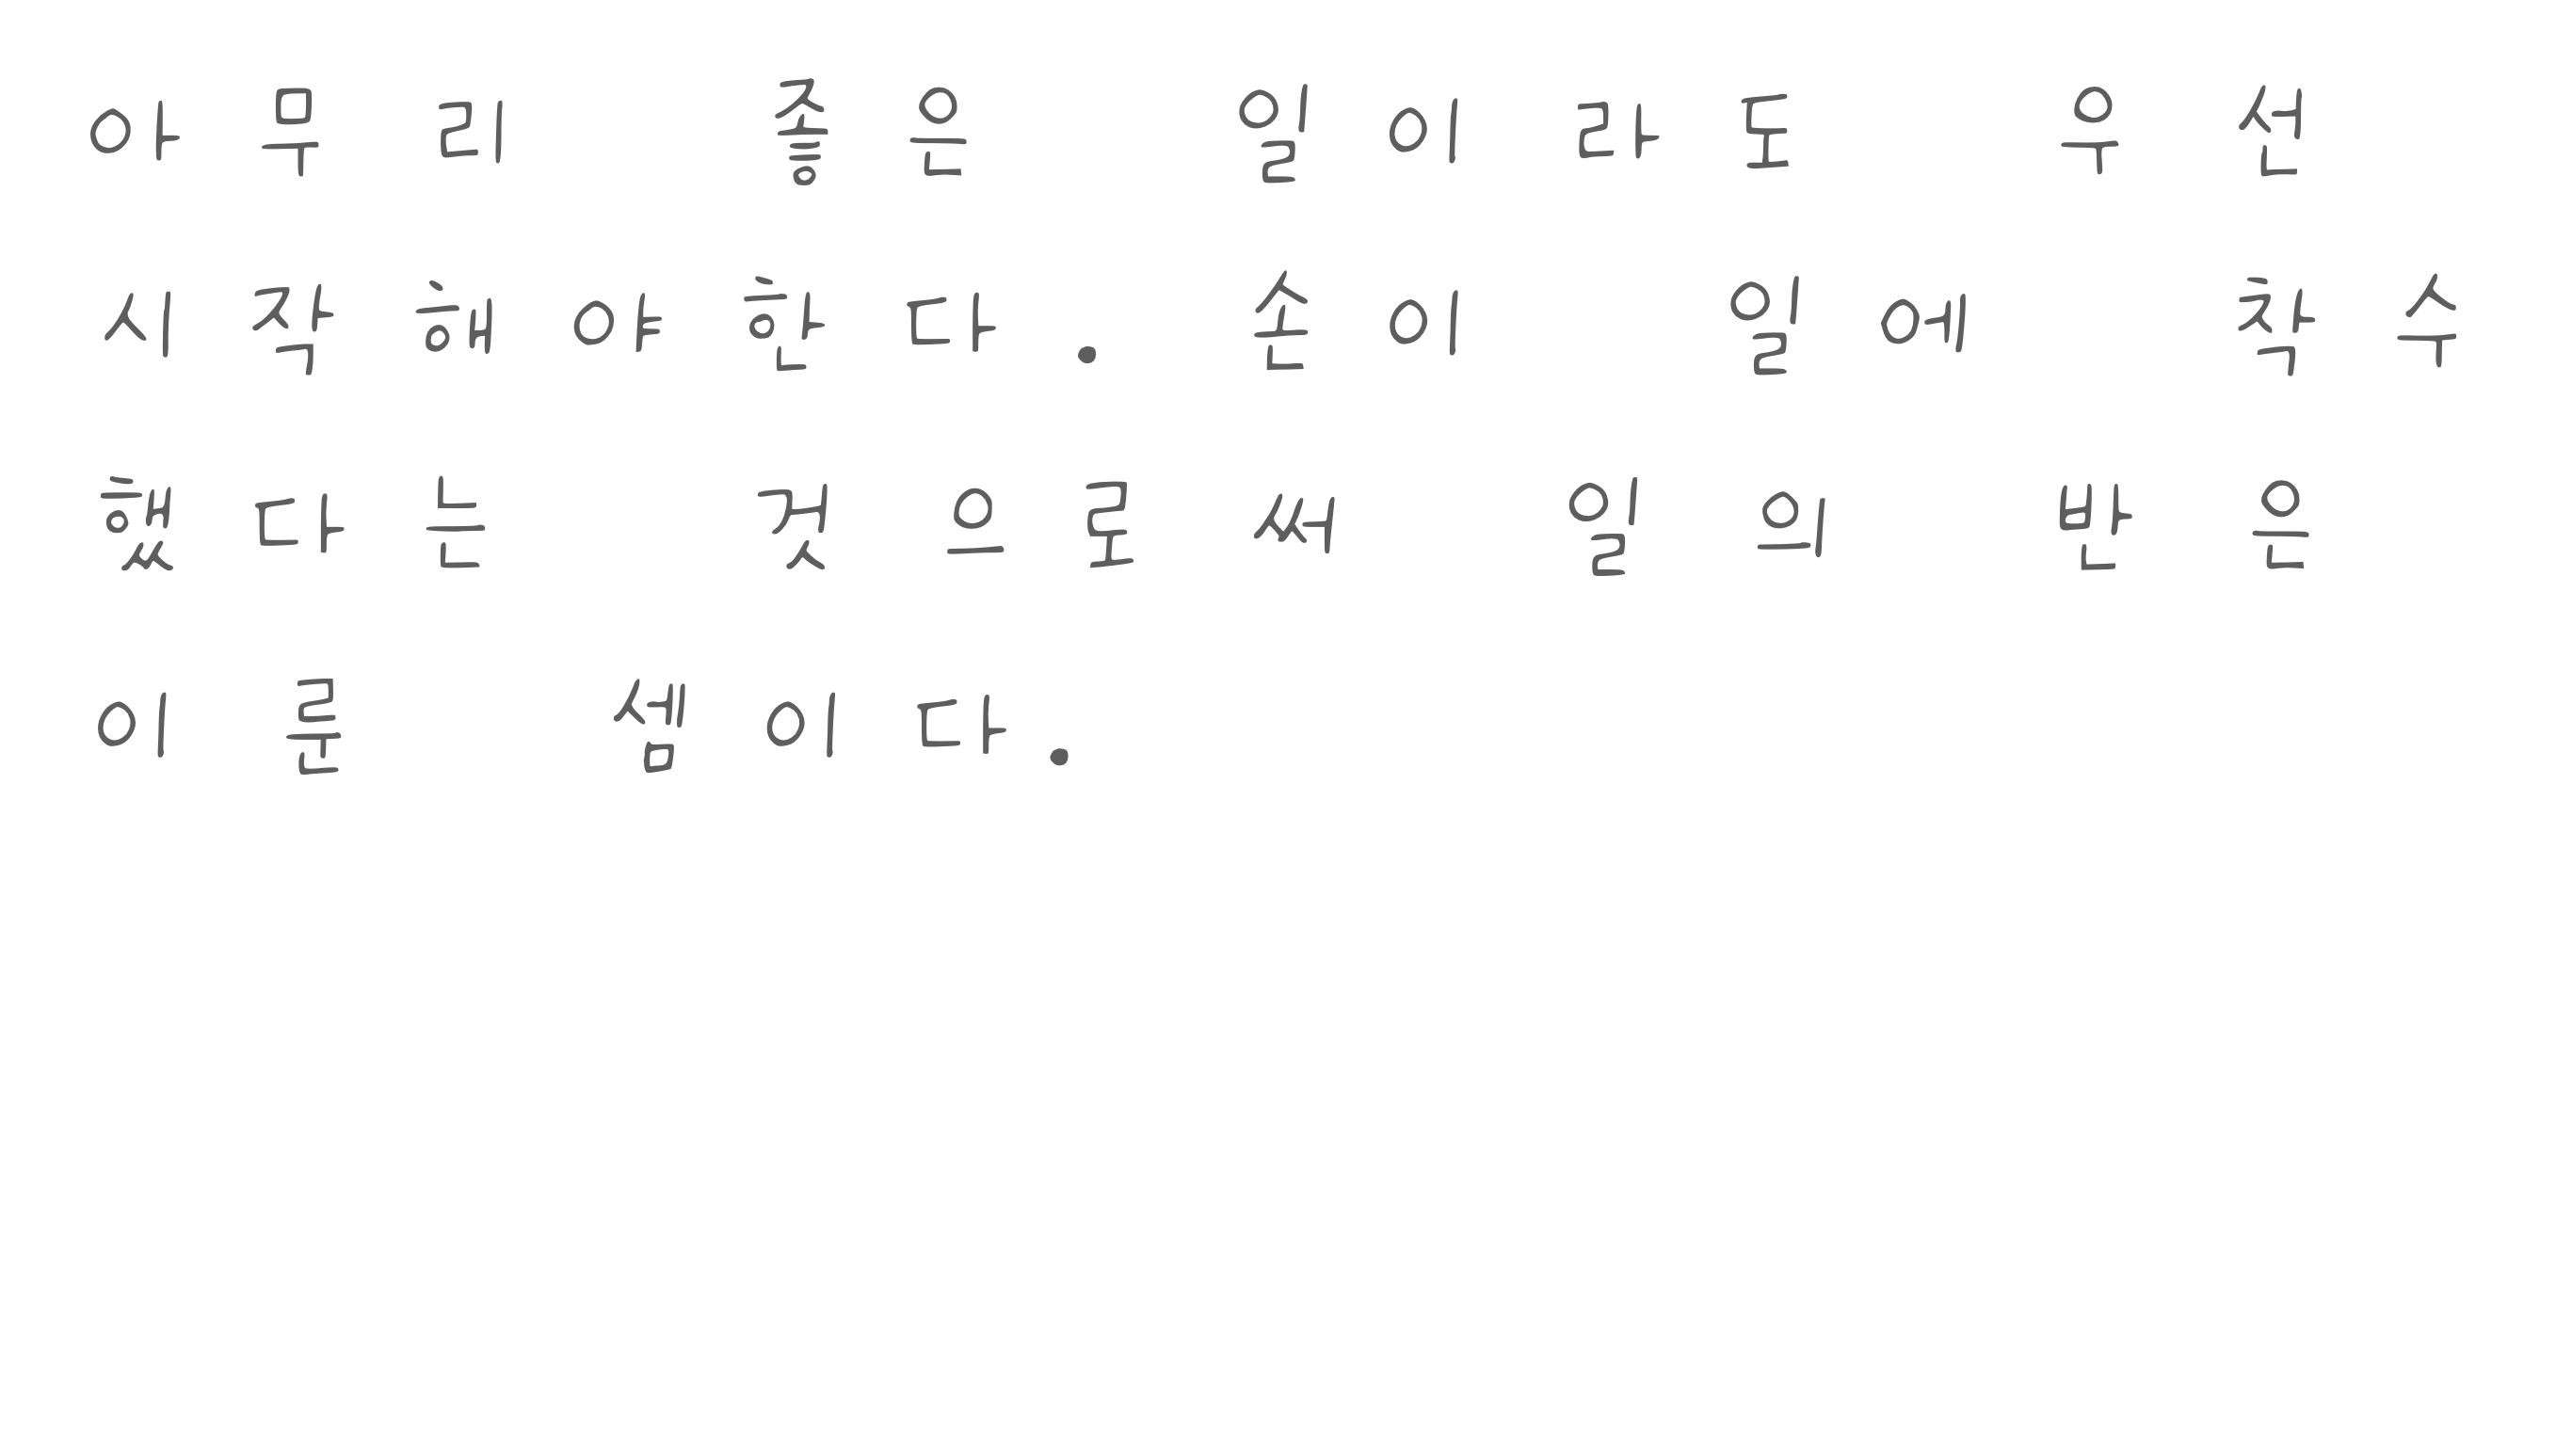 아무리 좋은 일이라도 우선
시작해야한다. 손이 일에 착수
했다는 것으로써 일의 반은
이룬 셈이다.